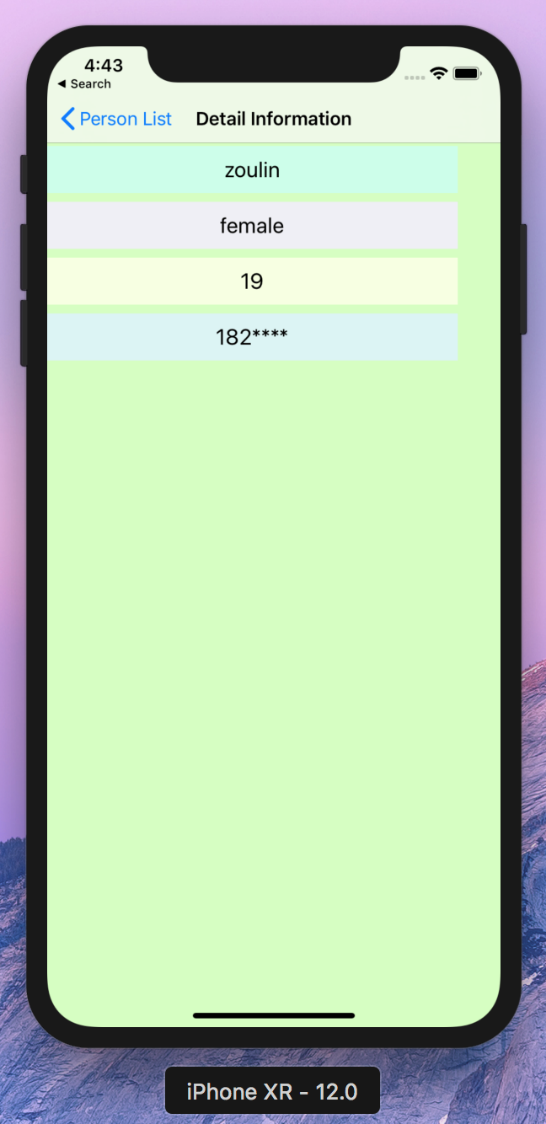 4:43
◀ Search
Person List Detail Information
zoulin
female
19
182****
iPhone XR - 12.0